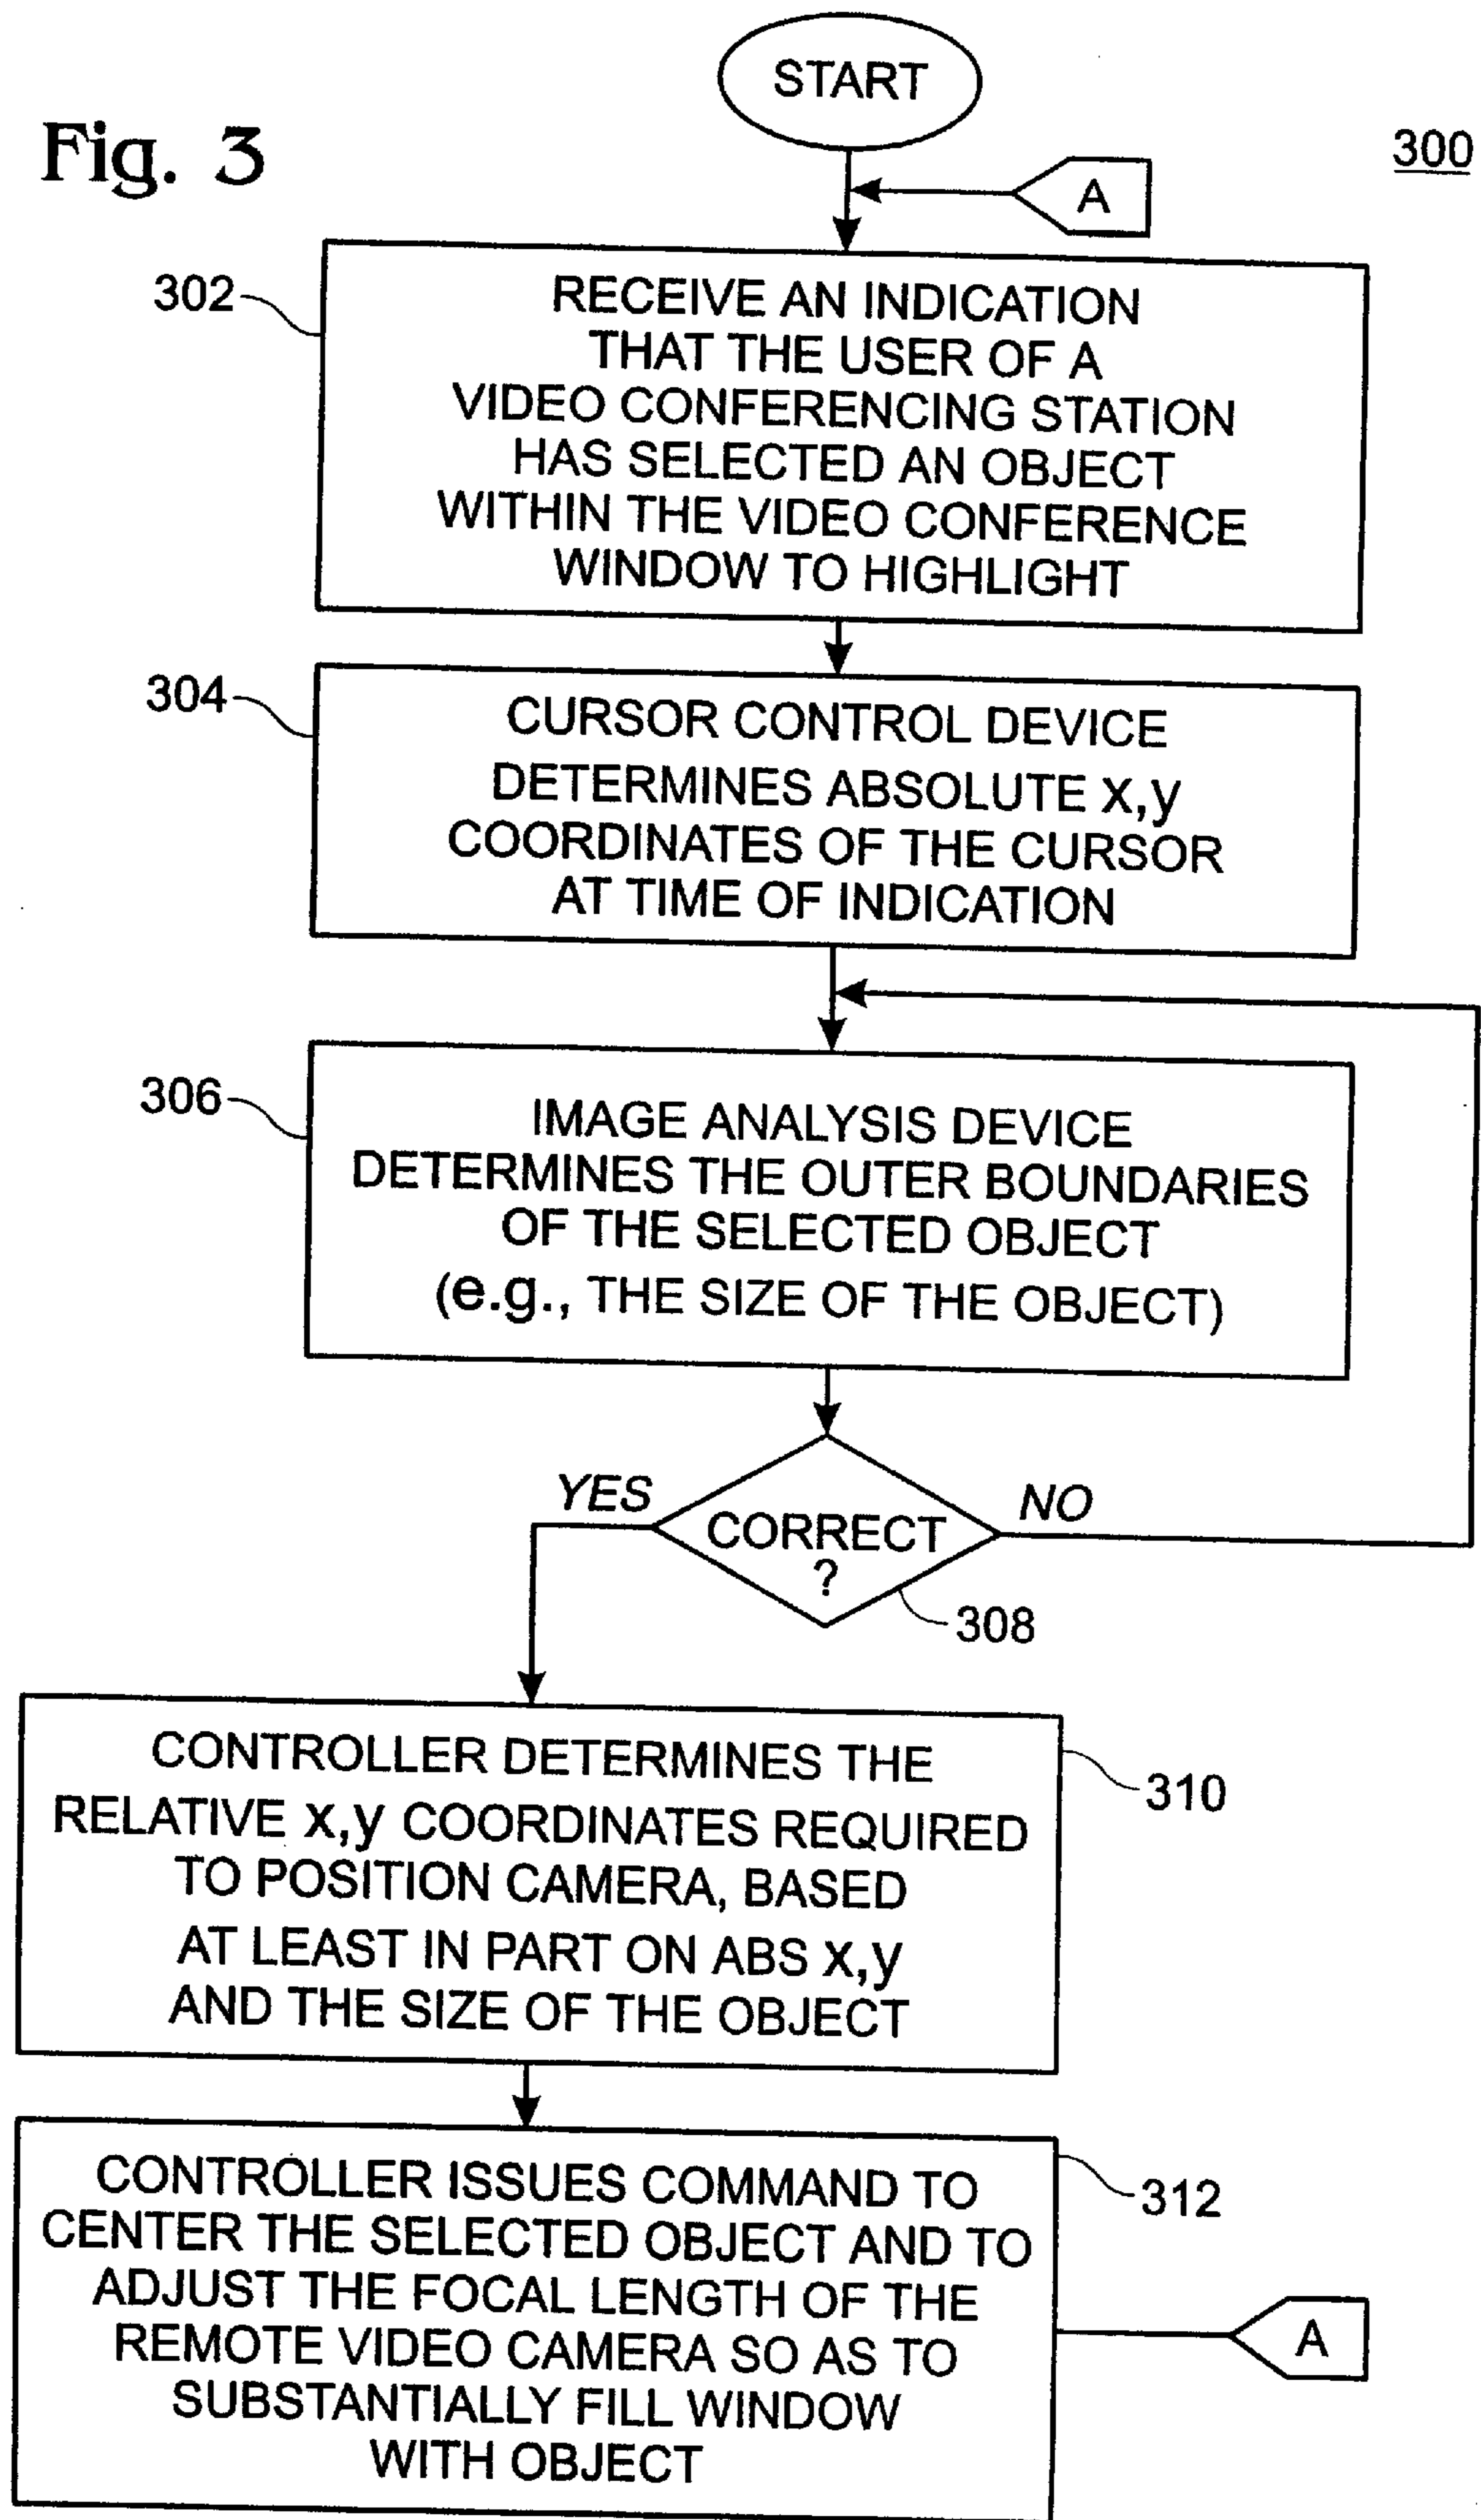 START
Fig. 3
300
A
302
RECEIVE AN INDICATION
THAT THE USER OF A
VIDEO CONFERENCING STATION
HAS SELECTED AN OBJECT
WITHIN THE VIDEO CONFERENCE
WINDOW TO HIGHLIGHT
304
CURSOR CONTROL DEVICE
DETERMINES ABSOLUTE x,y
COORDINATES OF THE CURSOR
AT TIME OF INDICATION
306
IMAGE ANALYSIS DEVICE
DETERMINES THE OUTER BOUNDARIES
OF THE SELECTED OBJECT
(e.g., THE SIZE OF THE OBJECT)
YES
NO
CORRECT
?
308
CONTROLLER DETERMINES THE
RELATIVE x,y COORDINATES REQUIRED
TO POSITION CAMERA, BASED
AT LEAST IN PART ON ABS x,y
AND THE SIZE OF THE OBJECT
310
CONTROLLER ISSUES COMMAND TO
CENTER THE SELECTED OBJECT AND TO
ADJUST THE FOCAL LENGTH OF THE
REMOTE VIDEO CAMERA SO AS TO
SUBSTANTIALLY FILL WINDOW
WITH OBJECT
312
A